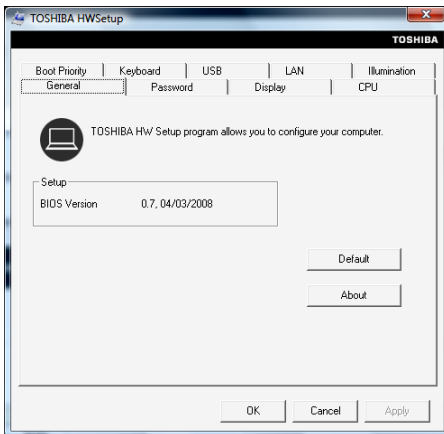 TOSHIBA HWSetup
TOSHIBA
Boot Priority Keyboard USB LAN Illumination
General Password Display CPU
TOSHIBA HW Setup program allows you to configure your computer.
Setup
BIOS Version 0.7, 04/03/2008
Default
About
OK Cancel Apply